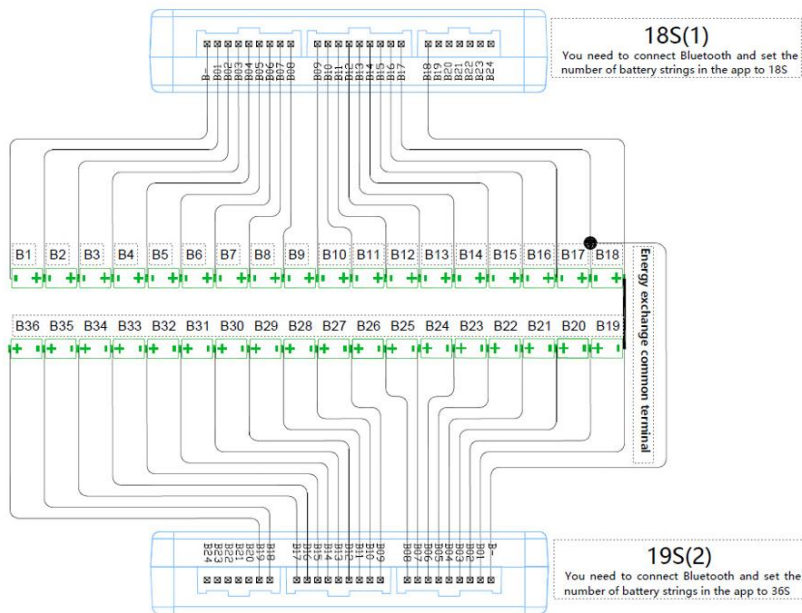 18S(1)
You need to connect Bluetooth and set the
number of battery strings in the app to 18S
B- B01 B02 B03 B04 B05 B06 B07 B08 B09 B10 B11 B12 B13 B14 B15 B16 B17 B18 B19 B20 B21 B22 B23 B24
B1 B2 B3 B4 B5 B6 B7 B8 B9 B10 B11 B12 B13 B14 B15 B16 B17 B18
Energy exchange common terminal
B36 B35 B34 B33 B32 B31 B30 B29 B28 B27 B26 B25 B24 B23 B22 B21 B20 B19
B24 B23 B22 B21 B20 B19 B18 B17 B16 B15 B14 B13 B12 B11 B10 B09 B08 B07 B06 B05 B04 B03 B02 B01 B-
19S(2)
You need to connect Bluetooth and set the
number of battery strings in the app to 36S